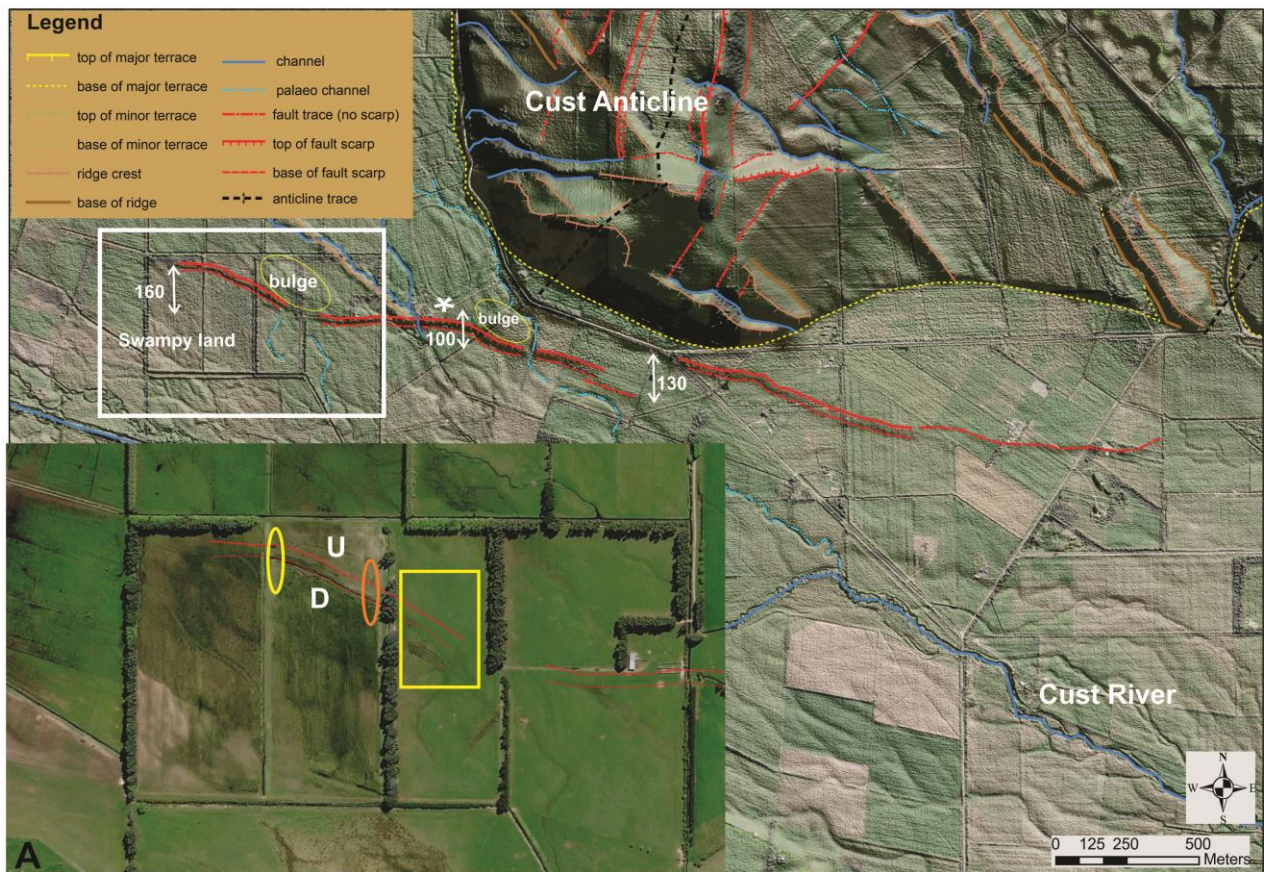 Legend
top of major terrace
base of major terrace
top of minor terrace
base of minor terrace
ridge crest
base of ridge
channel
palaeo channel
fault trace (no scarp)
top of fault scarp
base of fault scarp
anticline trace
Cust Anticline
bulge
160
Swampy land
bulge
100
130
U
D
Cust River
A
N
W E
S
0 125 250 500
Meters